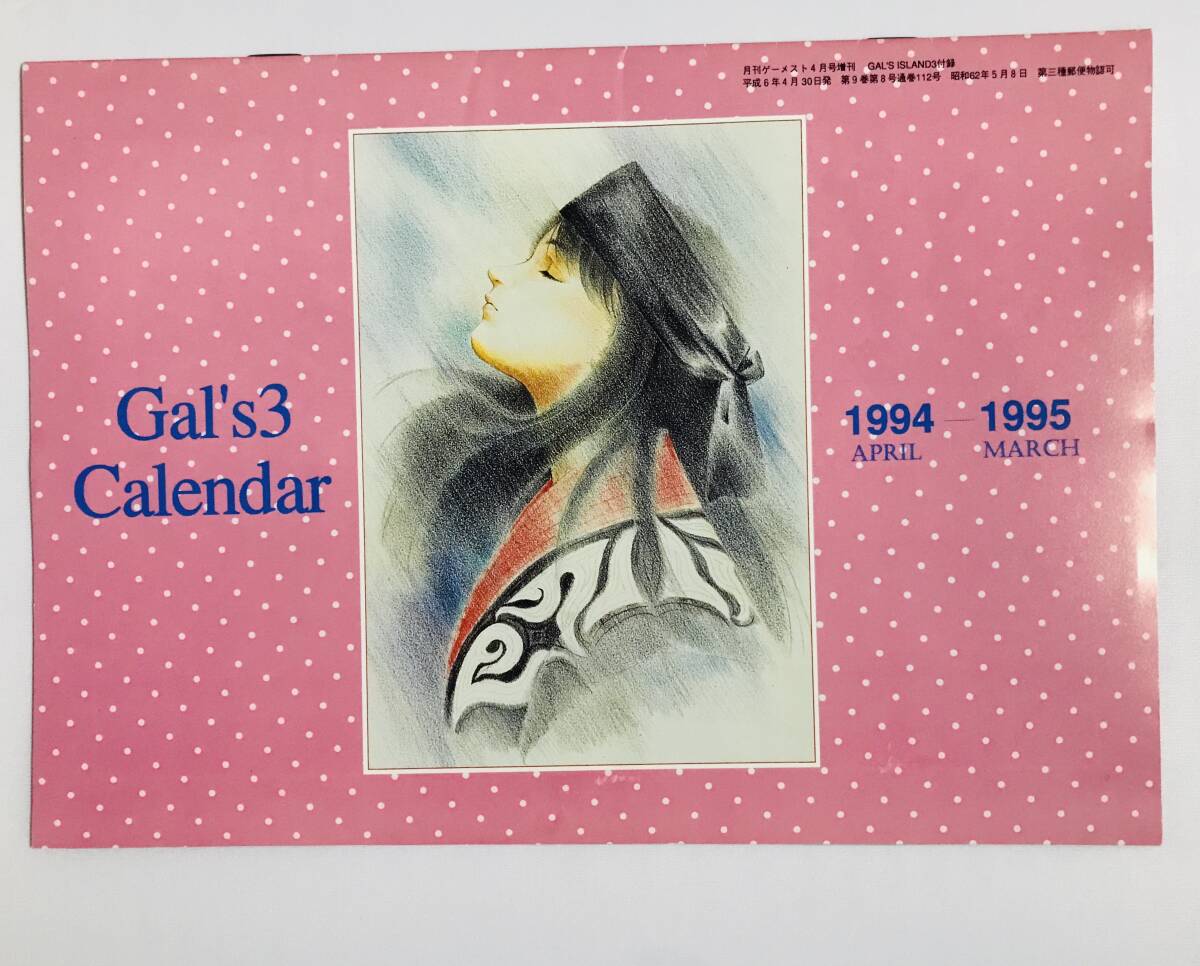 月刊ゲーメスト4月号増刊 GAL'S ISLAND3付録
平成6年4月30日発 第9巻第8号通巻112号 昭和62年5月8日 第三種郵便物認可
Gal's3
Calendar
1994 — 1995
APRIL MARCH